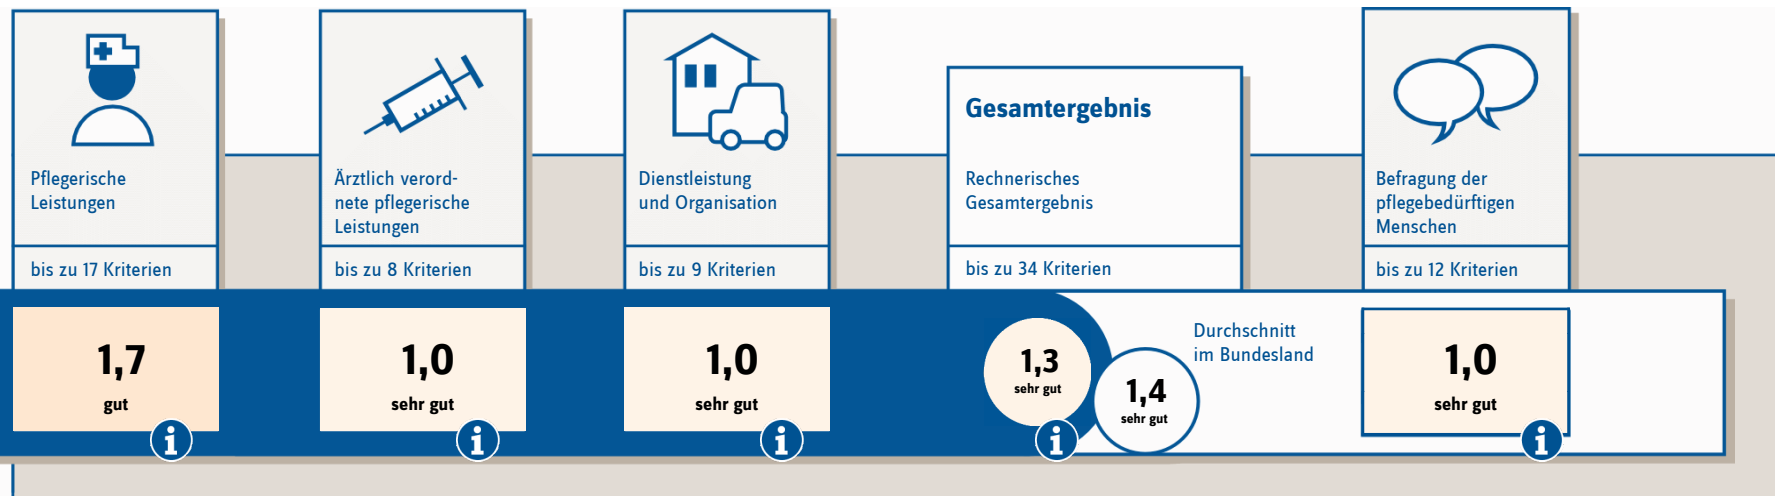 Pflegerische
Leistungen
bis zu 17 Kriterien
1,7
gut
i
Ärztlich verord-
nete pflegerische
Leistungen
bis zu 8 Kriterien
1,0
sehr gut
i
Dienstleistung
und Organisation
bis zu 9 Kriterien
1,0
sehr gut
i
Gesamtergebnis
Rechnerisches
Gesamtergebnis
bis zu 34 Kriterien
1,3
sehr gut
i
Durchschnitt
im Bundesland
1,4
sehr gut
Befragung der
pflegebedürftigen
Menschen
bis zu 12 Kriterien
1,0
sehr gut
i